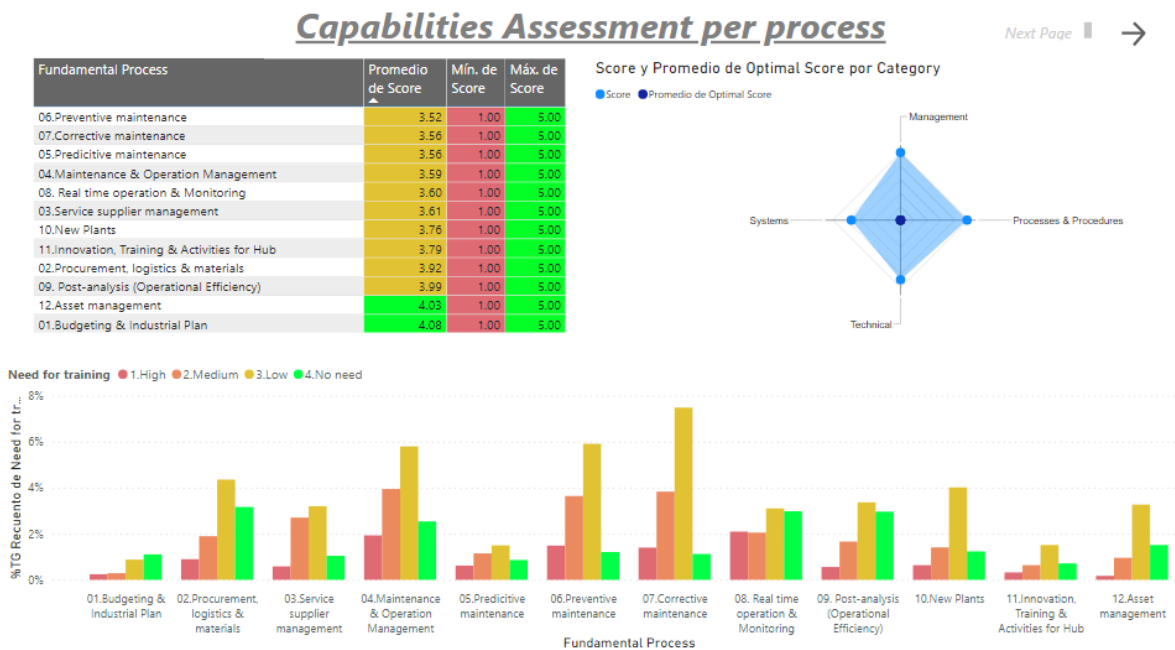 Capabilities Assessment per process
Next Page
Fundamental Process
Promedio de Score
Mín. de Score
Máx. de Score
06.Preventive maintenance 3.52 1.00 5.00
07.Corrective maintenance 3.56 1.00 5.00
05.Predicitive maintenance 3.56 1.00 5.00
04.Maintenance & Operation Management 3.59 1.00 5.00
08. Real time operation & Monitoring 3.60 1.00 5.00
03.Service supplier management 3.61 1.00 5.00
10.New Plants 3.76 1.00 5.00
11.Innovation, Training & Activities for Hub 3.79 1.00 5.00
02.Procurement, logistics & materials 3.92 1.00 5.00
09. Post-analysis (Operational Efficiency) 3.99 1.00 5.00
12.Asset management 4.03 1.00 5.00
01.Budgeting & Industrial Plan 4.08 1.00 5.00
Score y Promedio de Optimal Score por Category
Score Promedio de Optimal Score
Management
Systems
Processes & Procedures
Technical
Need for training 1.High 2.Medium 3.Low 4.No need
%TG Recuento de Need for tr...
8%
6%
4%
2%
0%
01.Budgeting &
Industrial Plan
02.Procurement,
logistics &
materials
03.Service
supplier
management
04.Maintenance
& Operation
Management
05.Predicitive
maintenance
06.Preventive
maintenance
07.Corrective
maintenance
08. Real time
operation &
Monitoring
09. Post-analysis
(Operational
Efficiency)
10.New Plants
11.Innovation,
Training &
Activities for Hub
12.Asset
management
Fundamental Process